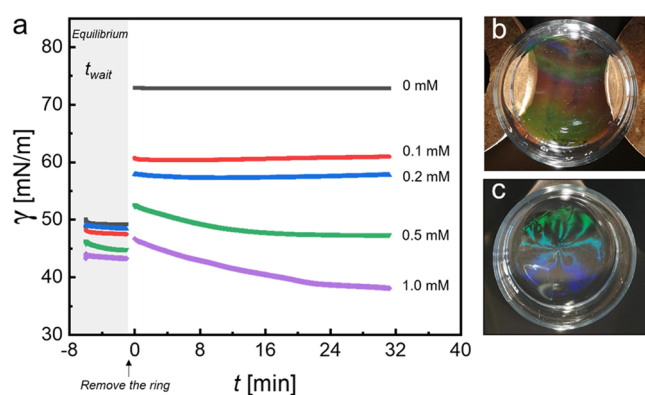 a
Equilibrium
t_wait
γ [mN/m]
80
70
60
50
40
30
-8
0
8
16
24
32
40
0 mM
0.1 mM
0.2 mM
0.5 mM
1.0 mM
Remove the ring
t [min]
b
c